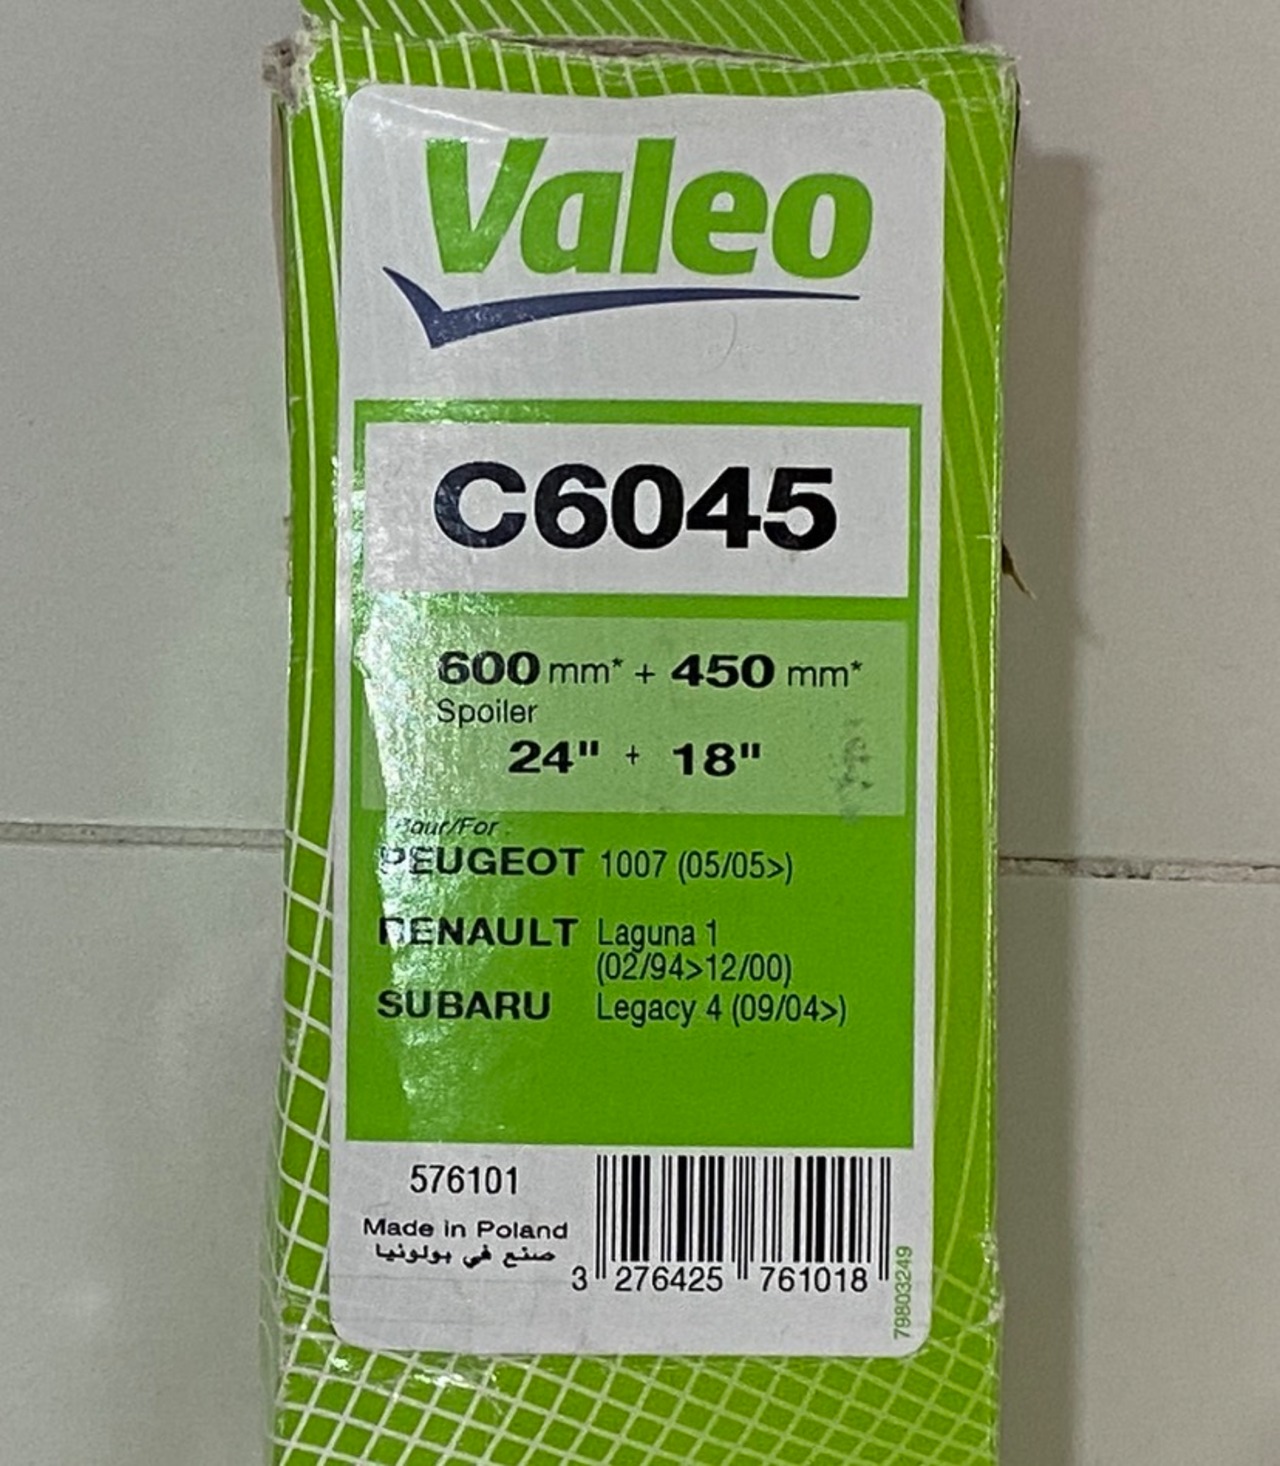 Valeo
C6045
600 mm* + 450 mm*
Spoiler
24" + 18"
Pour/For :
PEUGEOT 1007 (05/05>)
RENAULT Laguna 1
(02/94>12/00)
SUBARU Legacy 4 (09/04>)
576101
Made in Poland
صنع في بولونيا
3 276425 761018
79803249